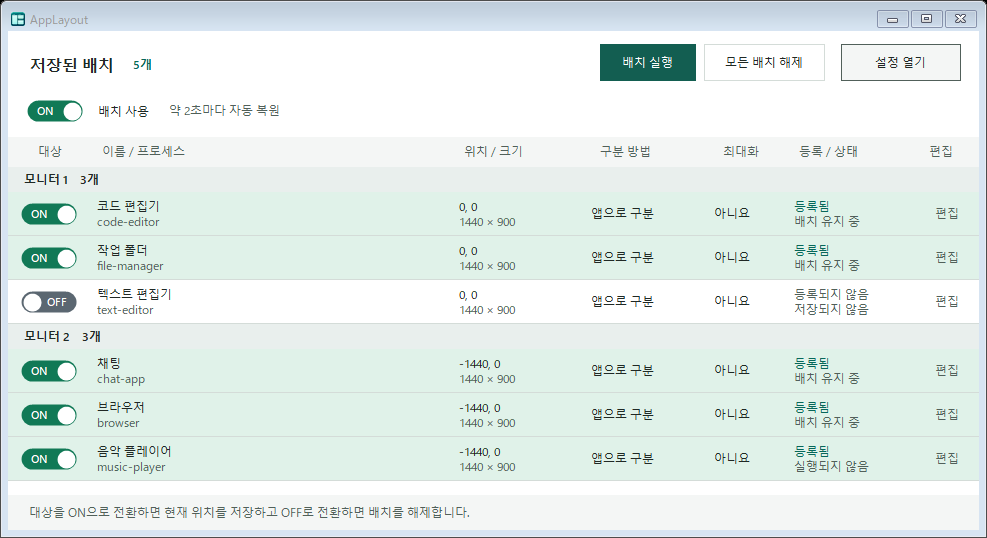 AppLayout
저장된 배치 5개
배치 실행 모든 배치 해제 설정 열기
ON 배치 사용 약 2초마다 자동 복원
대상 이름 / 프로세스 위치 / 크기 구분 방법 최대화 등록 / 상태 편집
모니터 1 3개
ON 코드 편집기 0, 0 앱으로 구분 아니요 등록됨 편집
code-editor 1440 × 900 배치 유지 중
ON 작업 폴더 0, 0 앱으로 구분 아니요 등록됨 편집
file-manager 1440 × 900 배치 유지 중
OFF 텍스트 편집기 0, 0 앱으로 구분 아니요 등록되지 않음 편집
text-editor 1440 × 900 저장되지 않음
모니터 2 3개
ON 채팅 -1440, 0 앱으로 구분 아니요 등록됨 편집
chat-app 1440 × 900 배치 유지 중
ON 브라우저 -1440, 0 앱으로 구분 아니요 등록됨 편집
browser 1440 × 900 배치 유지 중
ON 음악 플레이어 -1440, 0 앱으로 구분 아니요 등록됨 편집
music-player 1440 × 900 실행되지 않음
대상을 ON으로 전환하면 현재 위치를 저장하고 OFF로 전환하면 배치를 해제합니다.